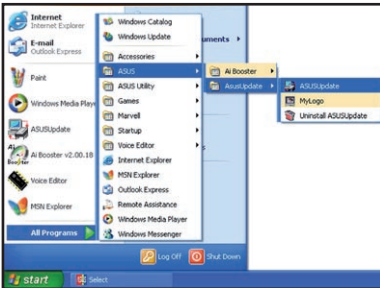 Internet
Internet Explorer
E-mail
Outlook Express
Paint
Windows Media Play
ASUSUpdate
Ai Booster v2.00.18
Voice Editor
MSN Explorer
All Programs
Windows Catalog
Windows Update
Accessories
ASUS
ASUS Utility
Games
Marvell
Startup
Voice Editor
Internet Explorer
MSN Explorer
Outlook Express
Remote Assistance
Windows Media Player
Windows Messenger
uments
s
Ai Booster
AsusUpdate
ASUSUpdate
MyLogo
Uninstall ASUSUpdate
Log Off
Shut Down
start
Select